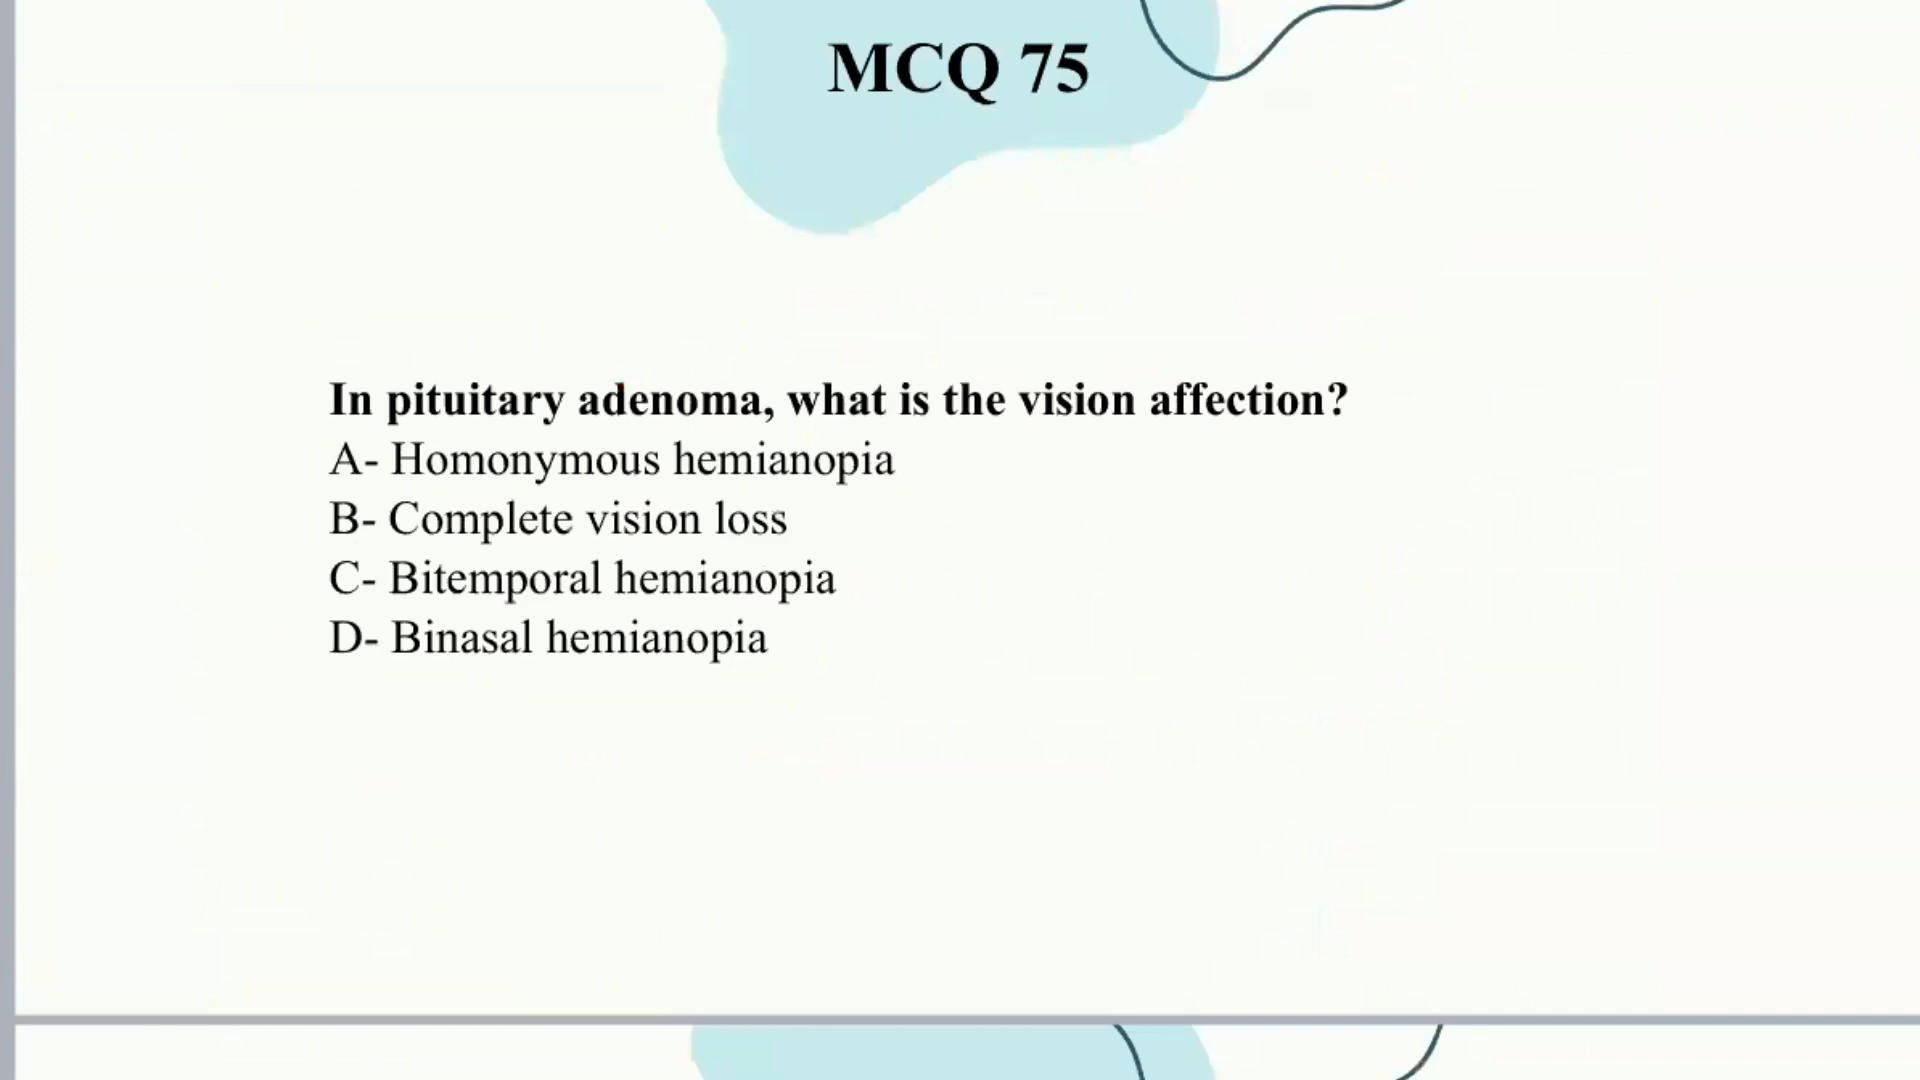 MCQ 75
In pituitary adenoma, what is the vision affection?
A- Homonymous hemianopia
B- Complete vision loss
C- Bitemporal hemianopia
D- Binasal hemianopia